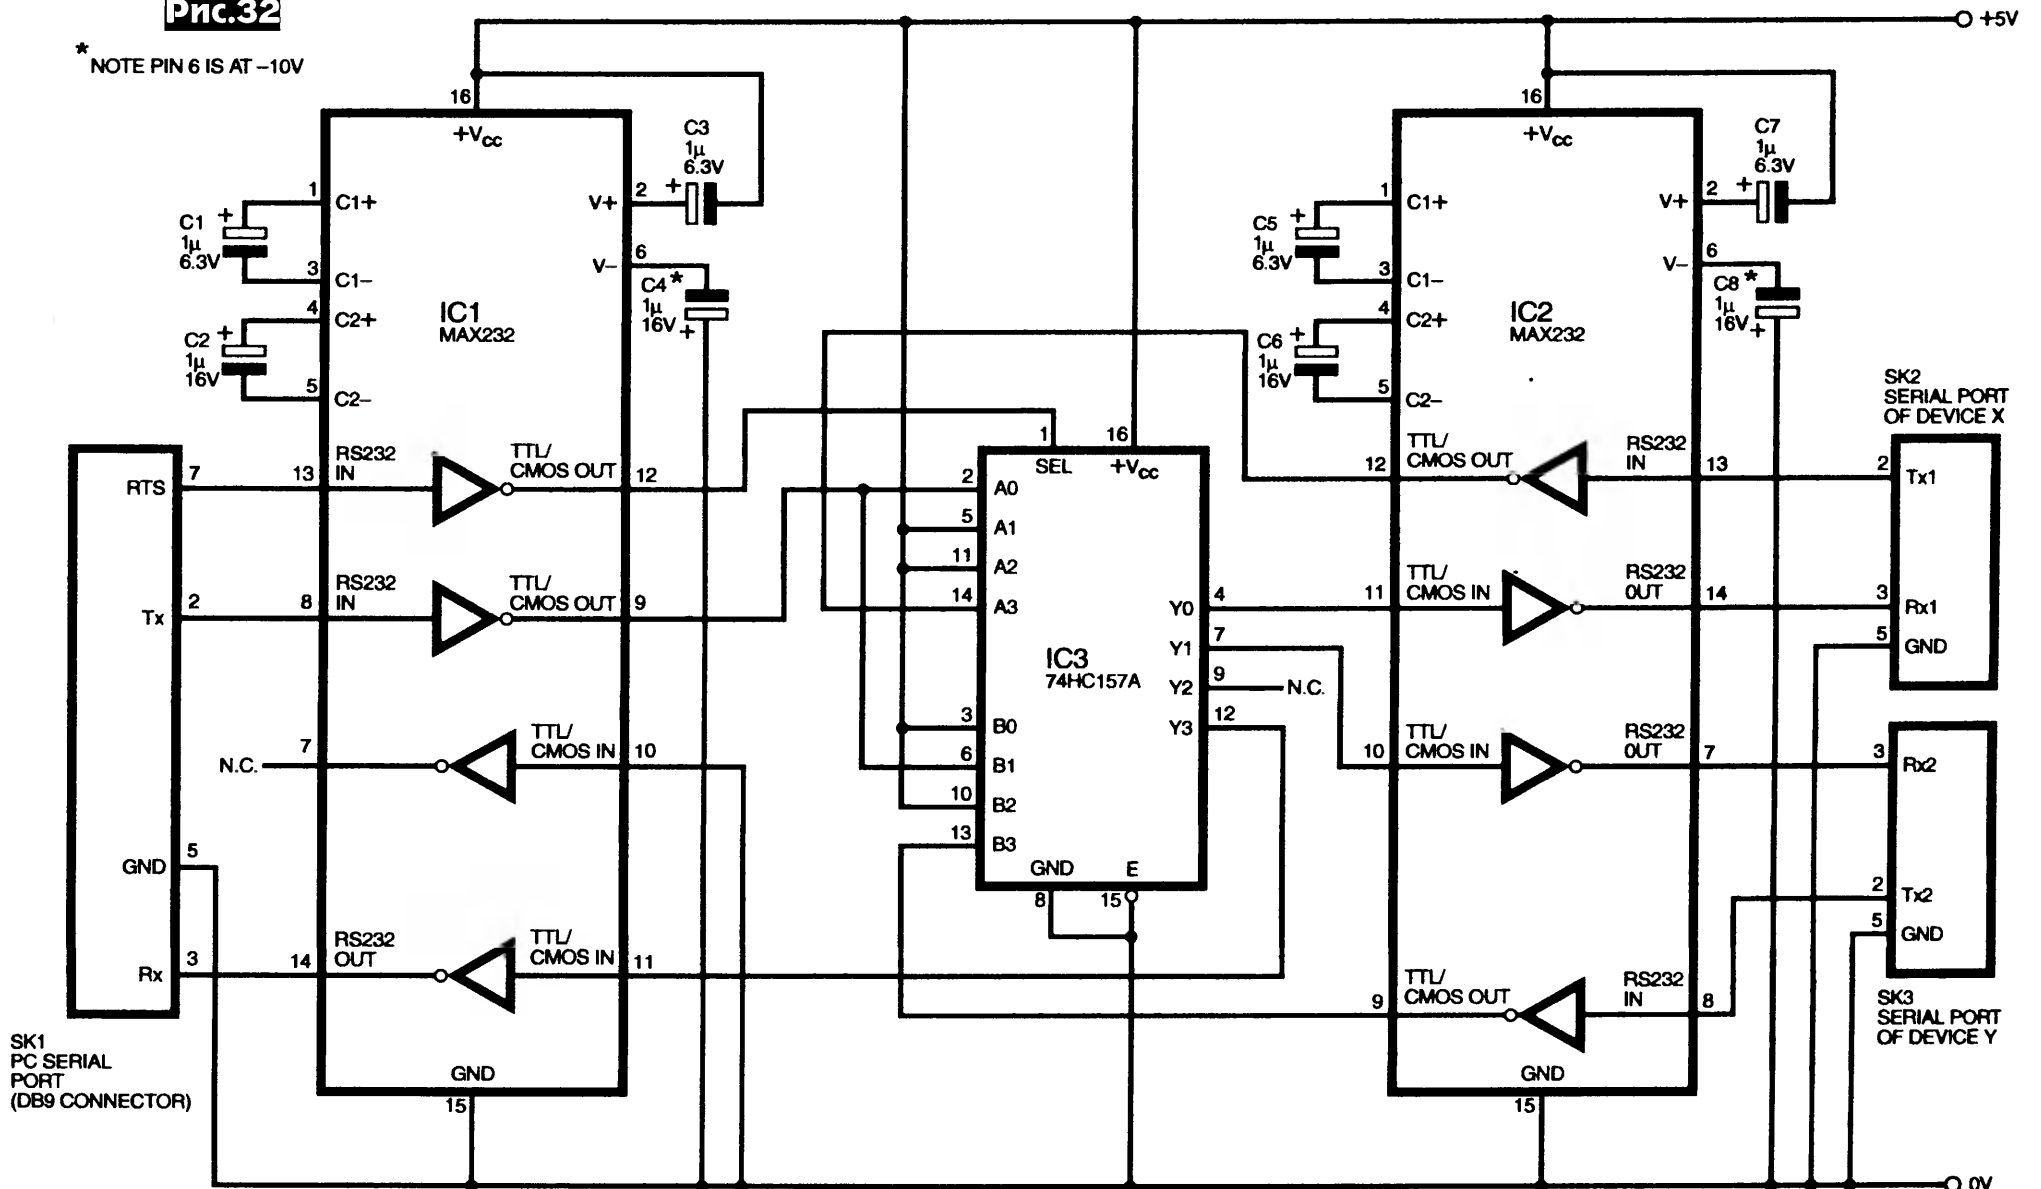 Рис.32
*
NOTE PIN 6 IS AT –10V
+5V
16
+VCC
C3
1µ
6.3V
+
2
V+
1
C1+
C1
1µ
6.3V
+
3
C1–
6
V–
C4 *
1µ
16V
+
4
C2+
C2
1µ
16V
+
5
C2–
IC1
MAX232
RTS
7
13
RS232
IN
TTL/
CMOS OUT
12
Tx
2
8
RS232
IN
TTL/
CMOS OUT
9
N.C.
7
TTL/
CMOS IN
10
GND
5
Rx
3
14
RS232
OUT
TTL/
CMOS IN
11
GND
15
SK1
PC SERIAL
PORT
(DB9 CONNECTOR)
1
SEL
16
+VCC
2
A0
5
A1
11
A2
14
A3
3
B0
6
B1
10
B2
13
B3
IC3
74HC157A
Y0
4
Y1
7
Y2
9
N.C.
Y3
12
GND
8
E
15
16
+VCC
C7
1µ
6.3V
+
2
V+
1
C1+
C5
1µ
6.3V
+
3
C1–
6
V–
C8 *
1µ
16V
+
4
C2+
C6
1µ
16V
+
5
C2–
IC2
MAX232
12
TTL/
CMOS OUT
RS232
IN
13
2
Tx1
11
TTL/
CMOS IN
RS232
OUT
14
3
Rx1
5
GND
10
TTL/
CMOS IN
RS232
OUT
7
3
Rx2
2
Tx2
5
GND
9
TTL/
CMOS OUT
RS232
IN
8
GND
15
SK2
SERIAL PORT
OF DEVICE X
SK3
SERIAL PORT
OF DEVICE Y
0V